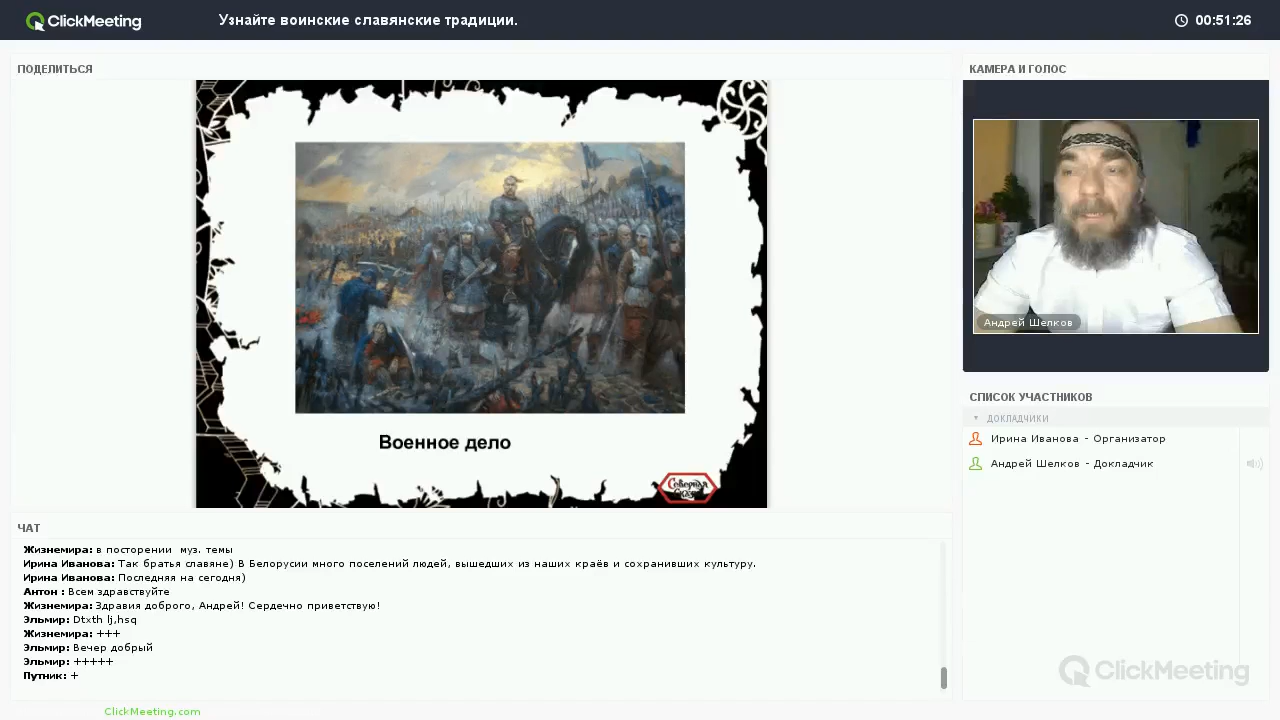 ClickMeeting
Узнайте воинские славянские традиции.
00:51:26
ПОДЕЛИТЬСЯ
Военное дело
Северная
КАМЕРА И ГОЛОС
Андрей Шелков
СПИСОК УЧАСТНИКОВ
ДОКЛАДЧИКИ
Ирина Иванова - Организатор
Андрей Шелков - Докладчик
ЧАТ
Жизнемира: в посторении муз. темы
Ирина Иванова: Так братья славяне) В Белорусии много поселений людей, вышедших из наших краёв и сохранивших культуру.
Ирина Иванова: Последняя на сегодня)
Антон : Всем здравствуйте
Жизнемира: Здравия доброго, Андрей! Сердечно приветствую!
Эльмир: Dtxth lj,hsq
Жизнемира: +++
Эльмир: Вечер добрый
Эльмир: +++++
Путник: +
ClickMeeting
ClickMeeting.com